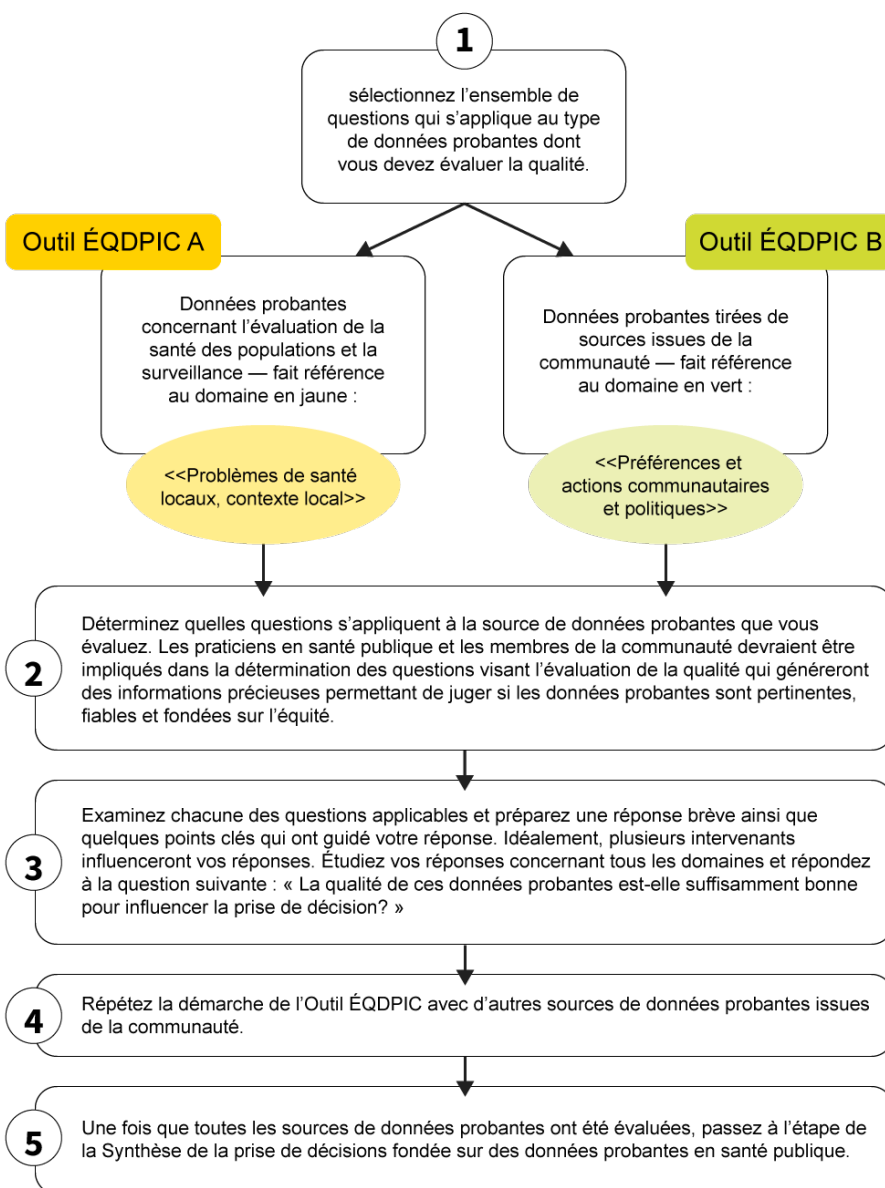 1
sélectionnez l’ensemble de
questions qui s’applique au type
de données probantes dont
vous devez évaluer la qualité.
Outil ÉQDPIC A
Données probantes
concernant l’évaluation de la
santé des populations et la
surveillance — fait référence
au domaine en jaune :
<<Problèmes de santé
locaux, contexte local>>
Outil ÉQDPIC B
Données probantes tirées de
sources issues de la
communauté — fait référence
au domaine en vert :
<<Préférences et
actions communautaires
et politiques>>
2
Déterminez quelles questions s’appliquent à la source de données probantes que vous
évaluez. Les praticiens en santé publique et les membres de la communauté devraient être
impliqués dans la détermination des questions visant l’évaluation de la qualité qui généreront
des informations précieuses permettant de juger si les données probantes sont pertinentes,
fiables et fondées sur l’équité.
3
Examinez chacune des questions applicables et préparez une réponse brève ainsi que
quelques points clés qui ont guidé votre réponse. Idéalement, plusieurs intervenants
influenceront vos réponses. Étudiez vos réponses concernant tous les domaines et répondez
à la question suivante : « La qualité de ces données probantes est-elle suffisamment bonne
pour influencer la prise de décision? »
4
Répétez la démarche de l’Outil ÉQDPIC avec d’autres sources de données probantes issues
de la communauté.
5
Une fois que toutes les sources de données probantes ont été évaluées, passez à l’étape de
la Synthèse de la prise de décisions fondée sur des données probantes en santé publique.